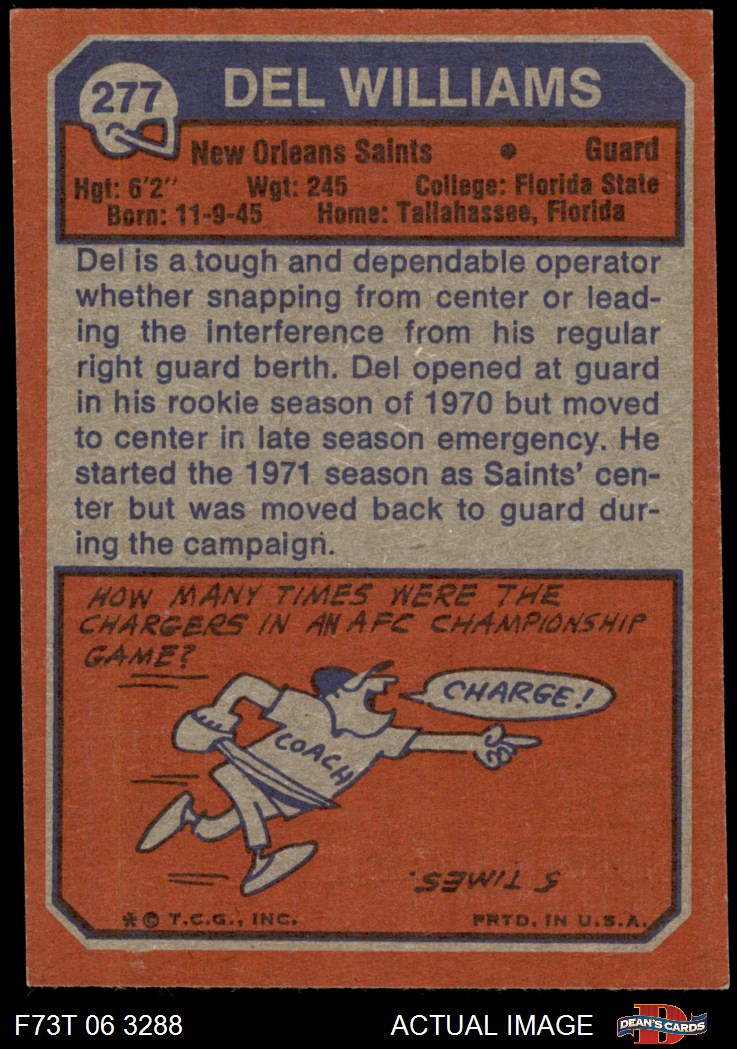 277
DEL WILLIAMS
New Orleans Saints • Guard
Hgt: 6'2" Wgt: 245 College: Florida State
Born: 11-9-45 Home: Tallahassee, Florida
Del is a tough and dependable operator
whether snapping from center or lead-
ing the interference from his regular
right guard berth. Del opened at guard
in his rookie season of 1970 but moved
to center in late season emergency. He
started the 1971 season as Saints' cen-
ter but was moved back to guard dur-
ing the campaign.
HOW MANY TIMES WERE THE
CHARGERS IN AN AFC CHAMPIONSHIP
GAME?
CHARGE!
COACH
5 TIMES.
* © T.C.G., INC. PRTD. IN U.S.A.
F73T 06 3288 ACTUAL IMAGE
D
DEAN'S CARDS